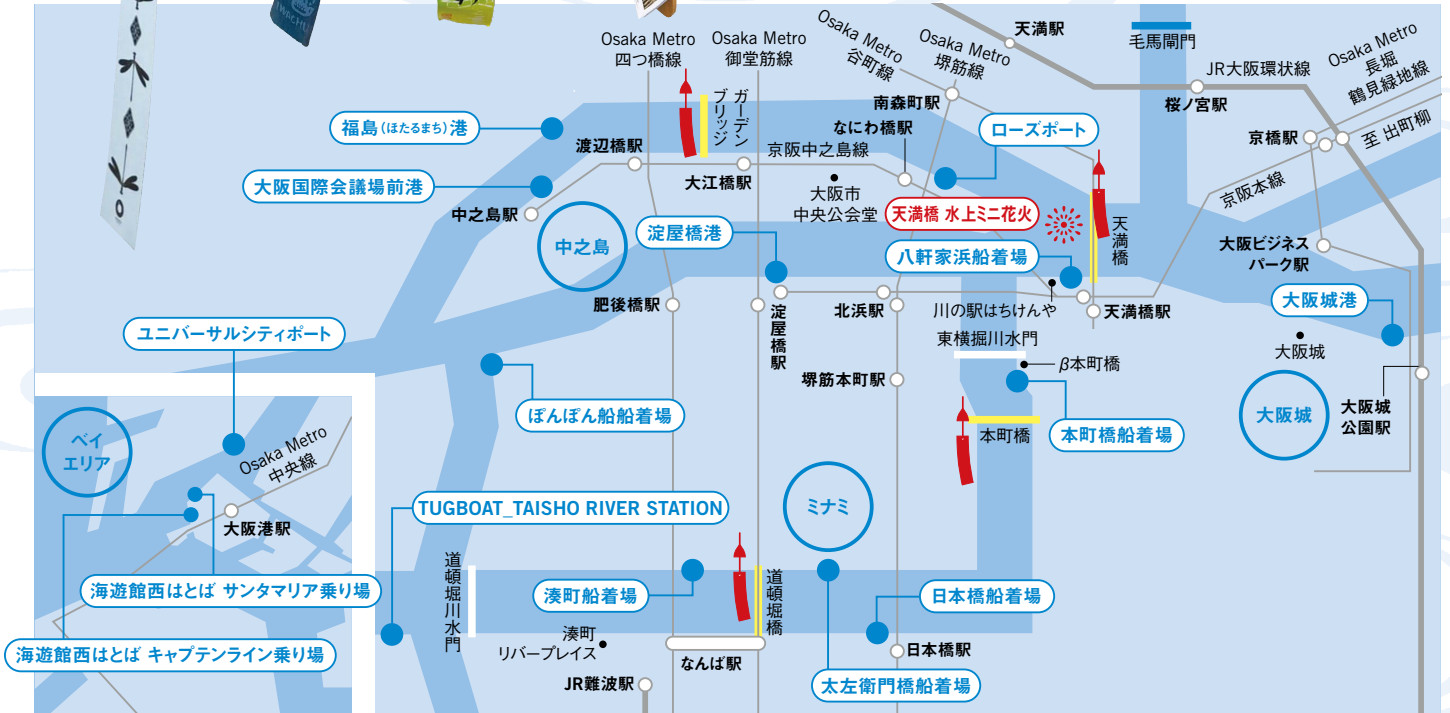 Osaka Metro
四つ橋線
Osaka Metro
御堂筋線
Osaka Metro
谷町線
Osaka Metro
堺筋線
天満駅
毛馬閘門
JR大阪環状線
Osaka Metro
長堀
鶴見緑地線
桜ノ宮駅
南森町駅
なにわ橋駅
ローズポート
京橋駅
至 出町柳
ガーデン
ブリッジ
福島(ほたるまち)港
渡辺橋駅
京阪中之島線
大江橋駅
大阪国際会議場前港
大阪市
中央公会堂
天満橋 水上ミニ花火
天満橋
京阪本線
中之島駅
中之島
淀屋橋港
八軒家浜船着場
大阪ビジネス
パーク駅
肥後橋駅
淀屋橋駅
北浜駅
川の駅はちけんや
天満橋駅
大阪城港
ユニバーサルシティポート
東横掘川水門
大阪城
β本町橋
堺筋本町駅
ぽんぽん船船着場
本町橋
本町橋船着場
大阪城
大阪城
公園駅
ベイ
エリア
Osaka Metro
中央線
大阪港駅
TUGBOAT_TAISHO RIVER STATION
ミナミ
海遊館西はとば サンタマリア乗り場
道頓堀川水門
湊町船着場
道頓堀橋
日本橋船着場
海遊館西はとば キャプテンライン乗り場
湊町
リバープレイス
なんば駅
日本橋駅
JR難波駅
太左衛門橋船着場